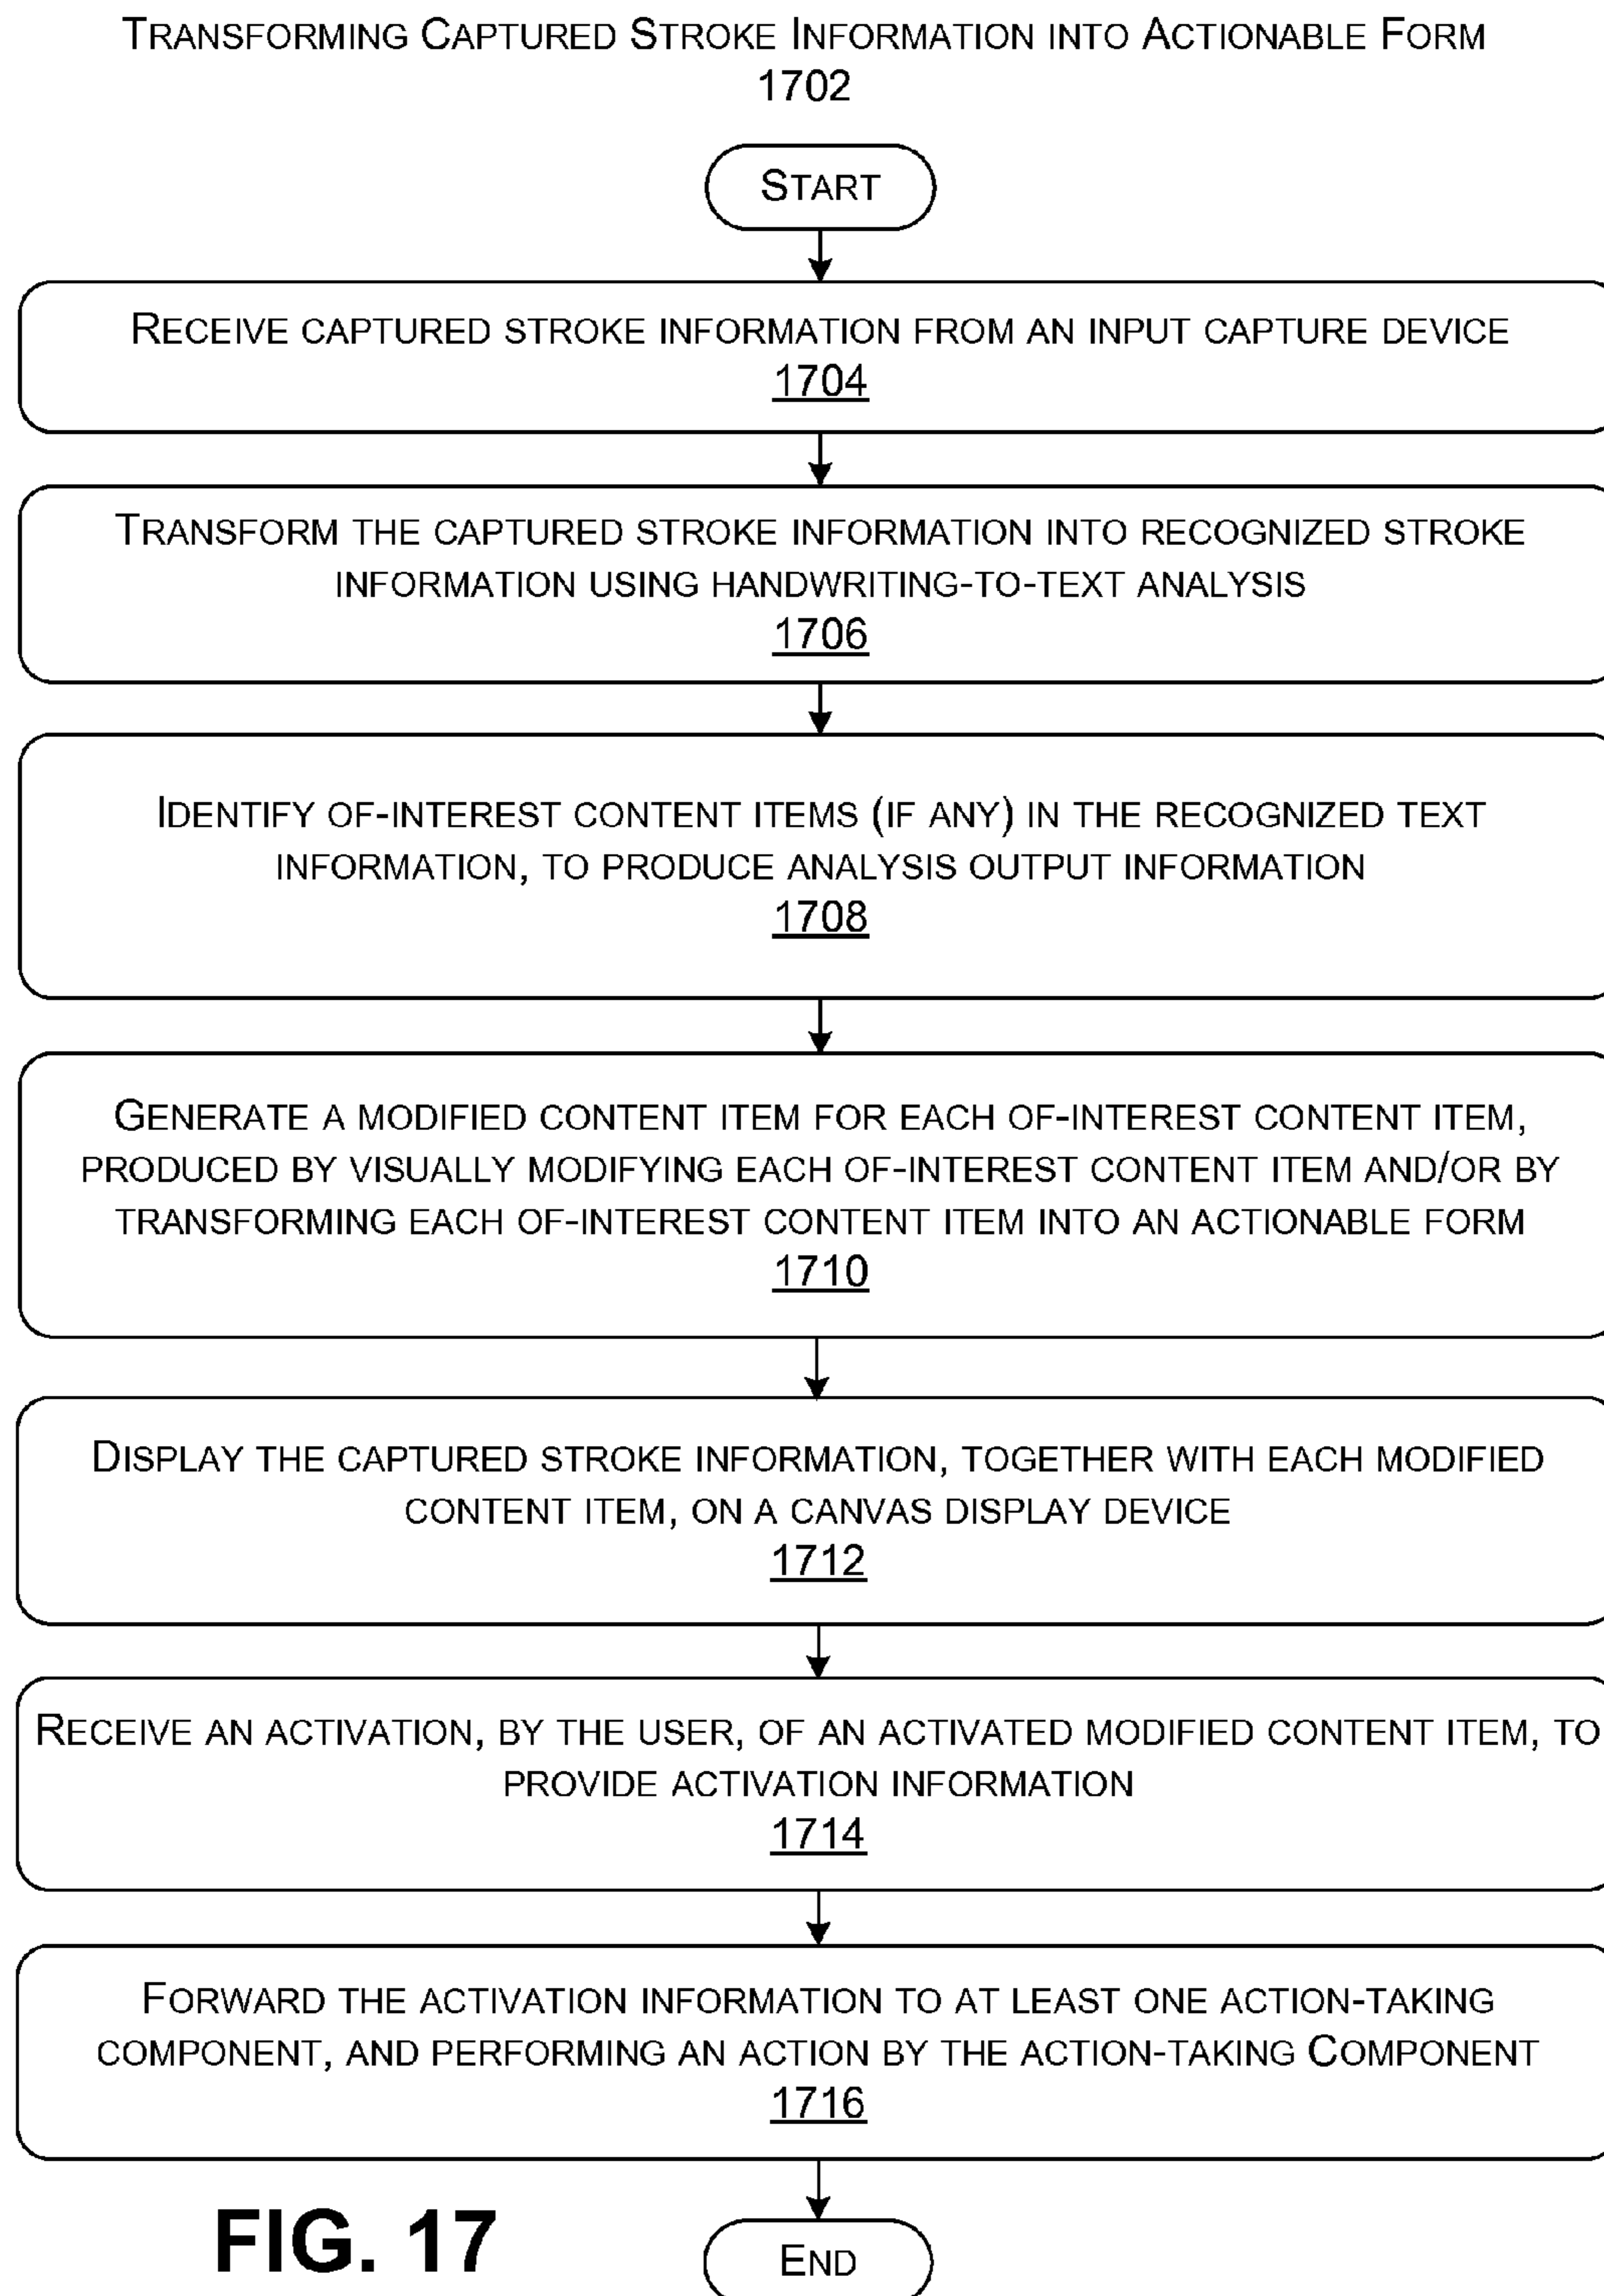 TRANSFORMING CAPTURED STROKE INFORMATION INTO ACTIONABLE FORM
1702
START
RECEIVE CAPTURED STROKE INFORMATION FROM AN INPUT CAPTURE DEVICE
1704
TRANSFORM THE CAPTURED STROKE INFORMATION INTO RECOGNIZED STROKE
INFORMATION USING HANDWRITING-TO-TEXT ANALYSIS
1706
IDENTIFY OF-INTEREST CONTENT ITEMS (IF ANY) IN THE RECOGNIZED TEXT
INFORMATION, TO PRODUCE ANALYSIS OUTPUT INFORMATION
1708
GENERATE A MODIFIED CONTENT ITEM FOR EACH OF-INTEREST CONTENT ITEM,
PRODUCED BY VISUALLY MODIFYING EACH OF-INTEREST CONTENT ITEM AND/OR BY
TRANSFORMING EACH OF-INTEREST CONTENT ITEM INTO AN ACTIONABLE FORM
1710
DISPLAY THE CAPTURED STROKE INFORMATION, TOGETHER WITH EACH MODIFIED
CONTENT ITEM, ON A CANVAS DISPLAY DEVICE
1712
RECEIVE AN ACTIVATION, BY THE USER, OF AN ACTIVATED MODIFIED CONTENT ITEM, TO
PROVIDE ACTIVATION INFORMATION
1714
FORWARD THE ACTIVATION INFORMATION TO AT LEAST ONE ACTION-TAKING
COMPONENT, AND PERFORMING AN ACTION BY THE ACTION-TAKING COMPONENT
1716
FIG. 17
END